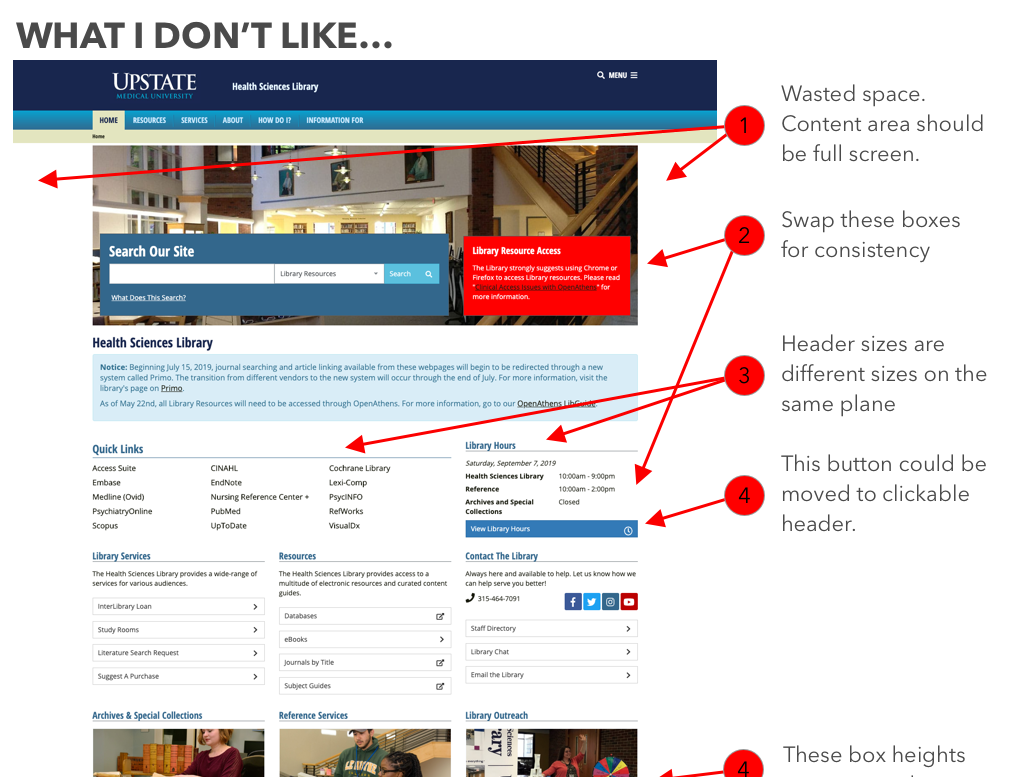 WHAT I DON'T LIKE...
UPSTATE
MEDICAL UNIVERSITY
Health Sciences Library
MENU
HOME RESOURCES SERVICES ABOUT HOW DO I? INFORMATION FOR
Home
1
Wasted space.
Content area should
be full screen.
Search Our Site
Library Resources
Search
What Does This Search?
Library Resource Access
The Library strongly suggests using Chrome or
Firefox to access Library resources. Please read
"Clinical Access Issues with OpenAthens" for
more information.
2
Swap these boxes
for consistency
Health Sciences Library
Notice: Beginning July 15, 2019, journal searching and article linking available from these webpages will begin to be redirected through a new
system called Primo. The transition from different vendors to the new system will occur through the end of July. For more information, visit the
library's page on Primo.
As of May 22nd, all Library Resources will need to be accessed through OpenAthens. For more information, go to our OpenAthens LibGuide.
3
Header sizes are
different sizes on the
same plane
Quick Links
Access Suite CINAHL Cochrane Library
Embase EndNote Lexi-Comp
Medline (Ovid) Nursing Reference Center + PsycINFO
PsychiatryOnline PubMed RefWorks
Scopus UpToDate VisualDx
Library Hours
Saturday, September 7, 2019
Health Sciences Library 10:00am - 9:00pm
Reference 10:00am - 2:00pm
Archives and Special Closed
Collections
View Library Hours
4
This button could be
moved to clickable
header.
Library Services
The Health Sciences Library provides a wide-range of
services for various audiences.
InterLibrary Loan
Study Rooms
Literature Search Request
Suggest A Purchase
Resources
The Health Sciences Library provides access to a
multitude of electronic resources and curated content
guides.
Databases
eBooks
Journals by Title
Subject Guides
Contact The Library
Always here and available to help. Let us know how we
can help serve you better!
315-464-7091
Staff Directory
Library Chat
Email the Library
Archives & Special Collections
Reference Services
Library Outreach
4
These box heights